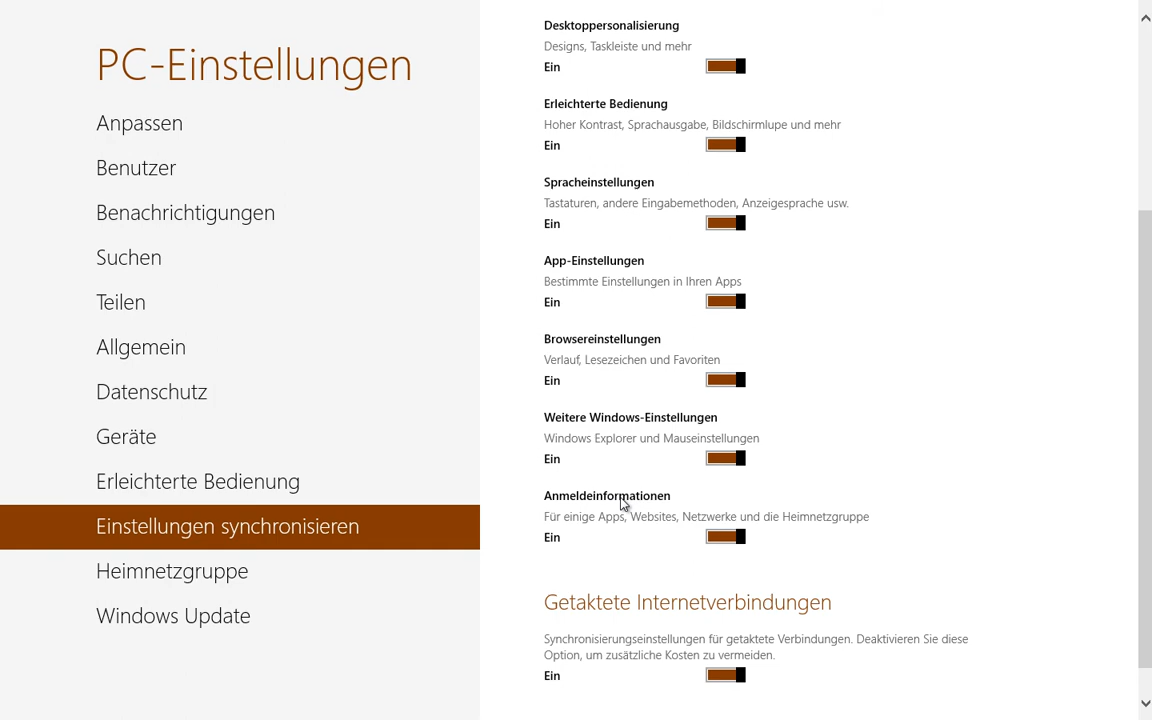 PC-Einstellungen
Anpassen
Benutzer
Benachrichtigungen
Suchen
Teilen
Allgemein
Datenschutz
Geräte
Erleichterte Bedienung
Einstellungen synchronisieren
Heimnetzgruppe
Windows Update
Desktoppersonalisierung
Designs, Taskleiste und mehr
Ein
Erleichterte Bedienung
Hoher Kontrast, Sprachausgabe, Bildschirmlupe und mehr
Ein
Spracheinstellungen
Tastaturen, andere Eingabemethoden, Anzeigesprache usw.
Ein
App-Einstellungen
Bestimmte Einstellungen in Ihren Apps
Ein
Browsereinstellungen
Verlauf, Lesezeichen und Favoriten
Ein
Weitere Windows-Einstellungen
Windows Explorer und Mauseinstellungen
Ein
Anmeldeinformationen
Für einige Apps, Websites, Netzwerke und die Heimnetzgruppe
Ein
Getaktete Internetverbindungen
Synchronisierungseinstellungen für getaktete Verbindungen. Deaktivieren Sie diese
Option, um zusätzliche Kosten zu vermeiden.
Ein